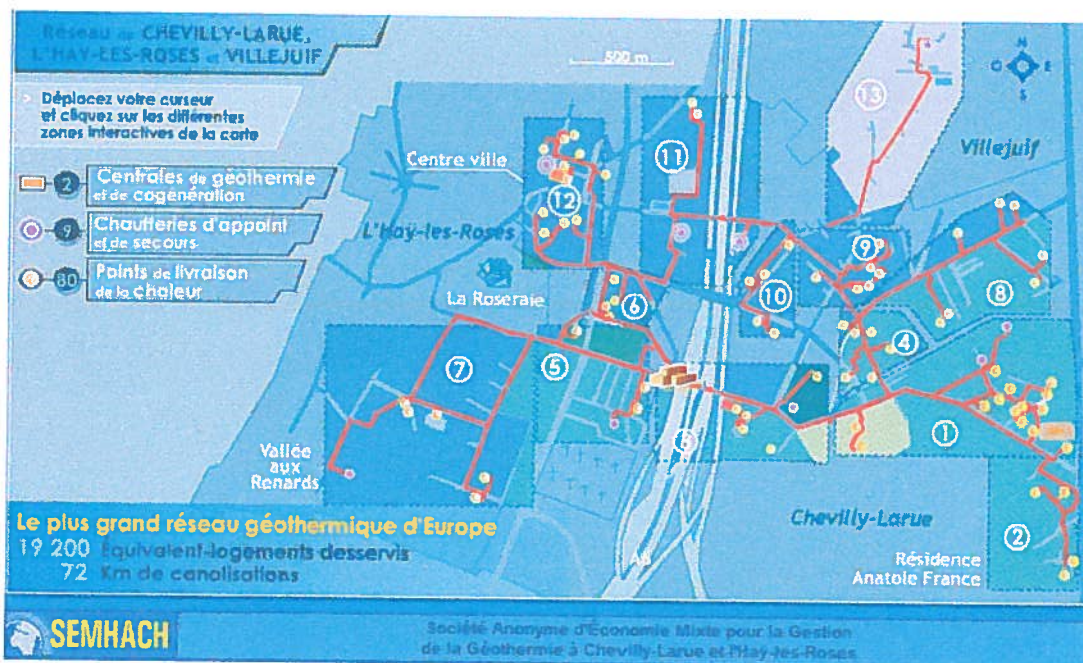 Réseau de CHEVILLY-LARUE,
L'HAY-LES-ROSES et VILLEJUIF
Déplacez votre curseur
et cliquez sur les différentes
zones interactives de la carte
2 Centrales de géothermie
et de cogénération
9 Chaufferies d'appoint
et de secours
80 Points de livraison
de la chaleur
500 m
N
O E
S
13
Villejuif
11
Centre ville
12
L'Haÿ-les-Roses
9
La Roseraie
6
10
8
4
7
5
1
Vallée
aux
Renards
Chevilly-Larue
2
A6
Résidence
Anatole France
Le plus grand réseau géothermique d'Europe
19 200 Equivalent-logements desservis
72 Km de canalisations
SEMHACH
Société Anonyme d'Économie Mixte pour la Gestion
de la Géothermie à Chevilly-Larue et l'Haÿ-les-Roses